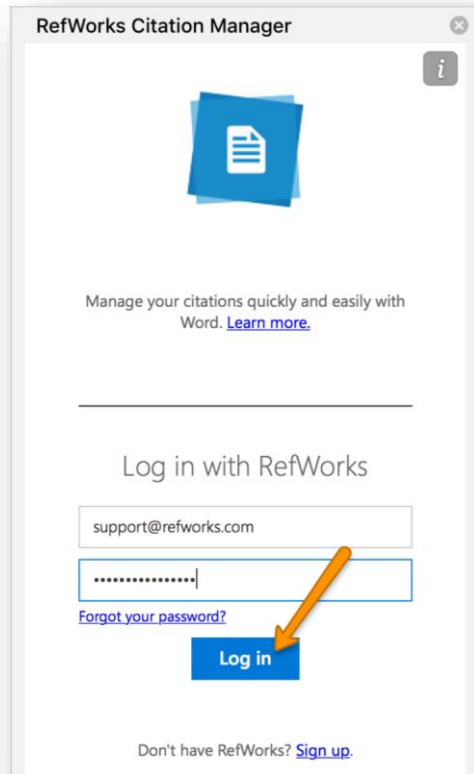 RefWorks Citation Manager
i
Manage your citations quickly and easily with
Word. Learn more.
Log in with RefWorks
support@refworks.com
••••••••••••••••
Forgot your password?
Log in
Don't have RefWorks? Sign up.